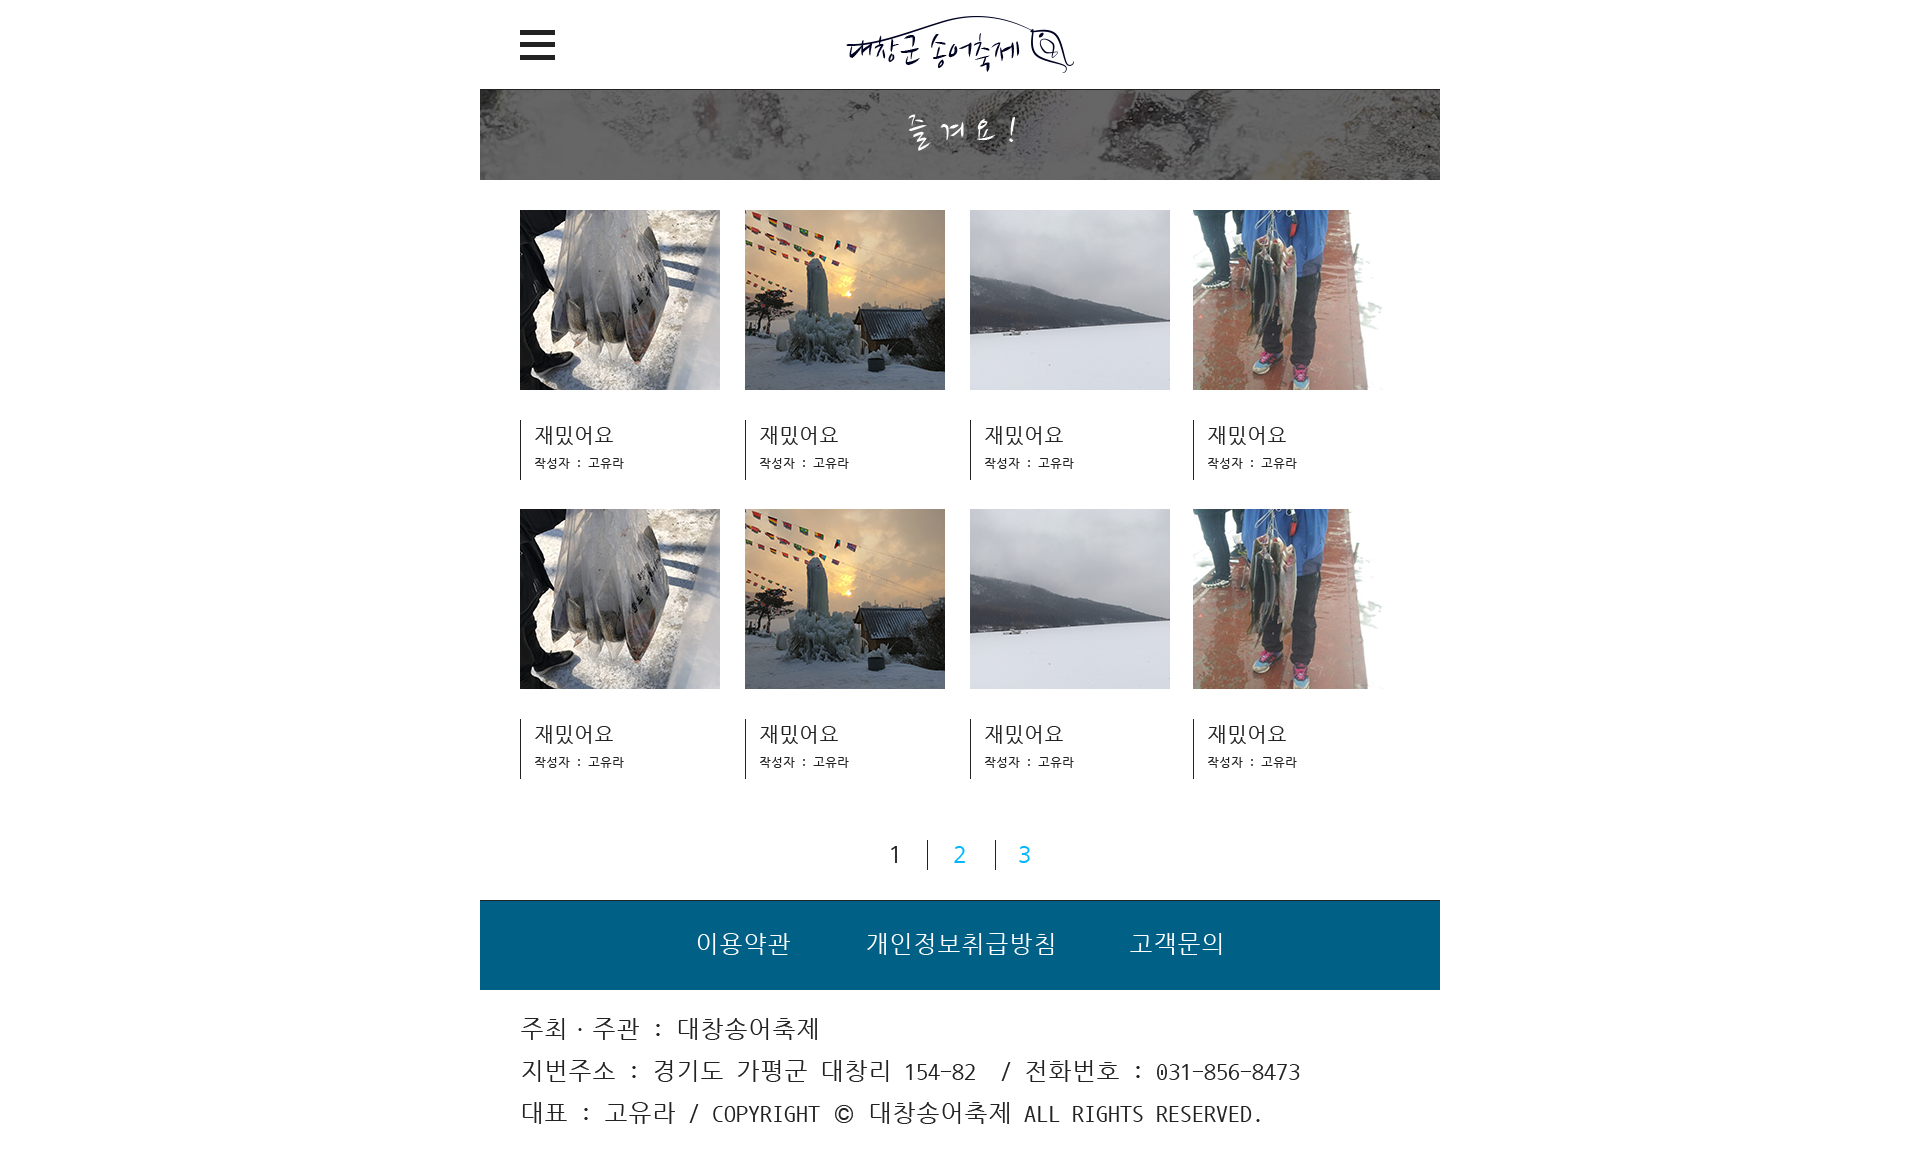 대창군 송어축제
즐겨요!
재밌어요 재밌어요 재밌어요 재밌어요
작성자 : 고유라 작성자 : 고유라 작성자 : 고유라 작성자 : 고유라
재밌어요 재밌어요 재밌어요 재밌어요
작성자 : 고유라 작성자 : 고유라 작성자 : 고유라 작성자 : 고유라
1 2 3
이용약관 개인정보취급방침 고객문의
주최·주관 : 대창송어축제
지번주소 : 경기도 가평군 대창리 154-82 / 전화번호 : 031-856-8473
대표 : 고유라 / COPYRIGHT © 대창송어축제 ALL RIGHTS RESERVED.